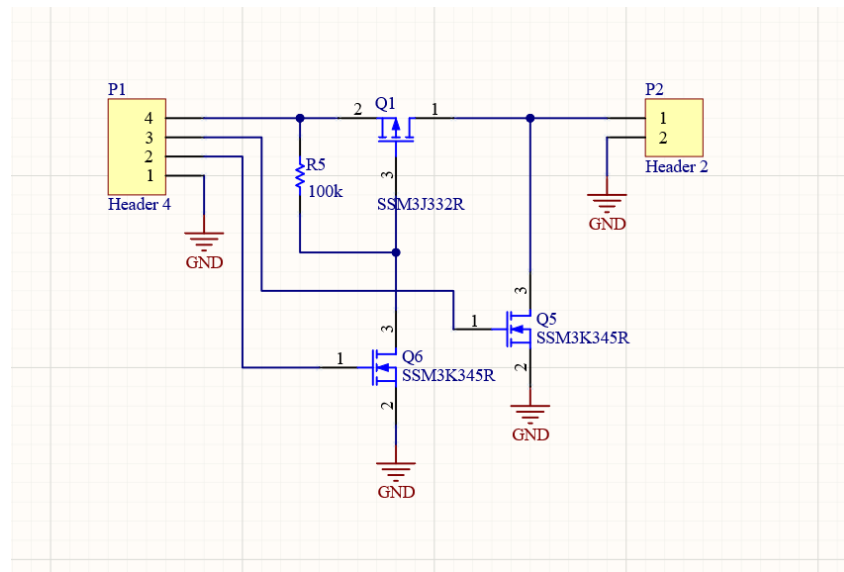 P1
4
3
2
1
Header 4
GND
R5
100k
2
Q1
1
3
SSM3J332R
P2
1
2
Header 2
GND
3
1
Q5
SSM3K345R
2
GND
3
1
Q6
SSM3K345R
2
GND